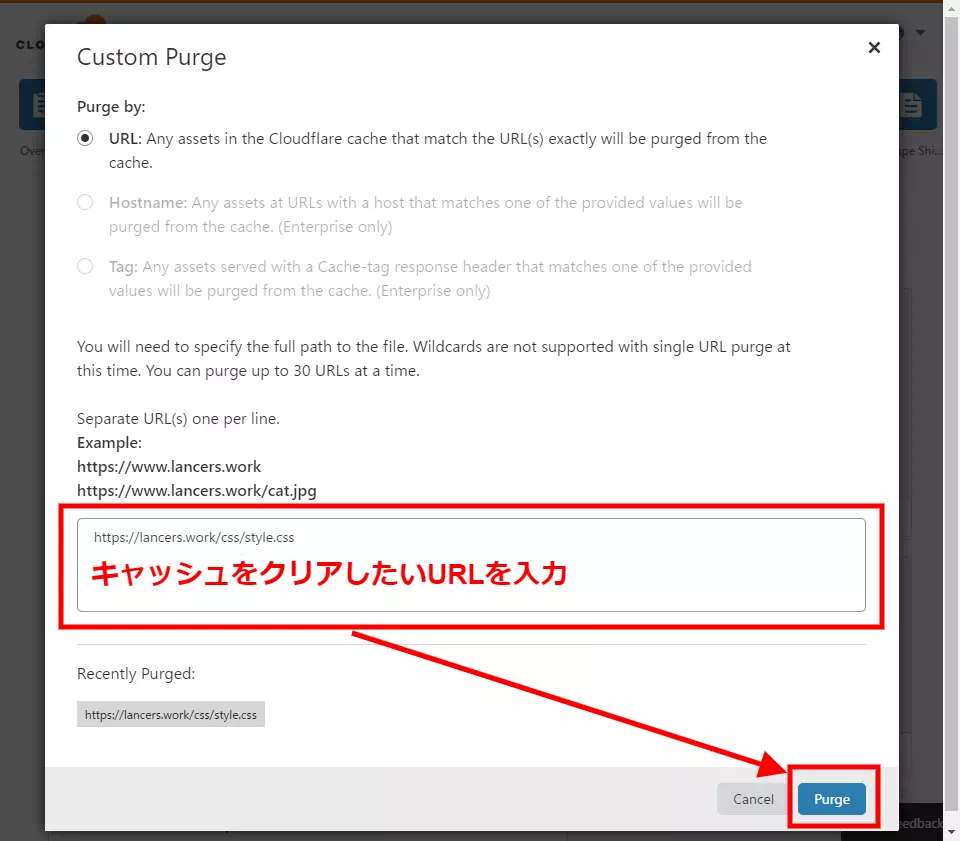 CLO
Custom Purge
×
Purge by:
URL: Any assets in the Cloudflare cache that match the URL(s) exactly will be purged from the
cache.
Hostname: Any assets at URLs with a host that matches one of the provided values will be
purged from the cache. (Enterprise only)
Tag: Any assets served with a Cache-tag response header that matches one of the provided
values will be purged from the cache. (Enterprise only)
You will need to specify the full path to the file. Wildcards are not supported with single URL purge at
this time. You can purge up to 30 URLs at a time.
Separate URL(s) one per line.
Example:
https://www.lancers.work
https://www.lancers.work/cat.jpg
https://lancers.work/css/style.css
キャッシュをクリアしたいURLを入力
Recently Purged:
https://lancers.work/css/style.css
Cancel
Purge